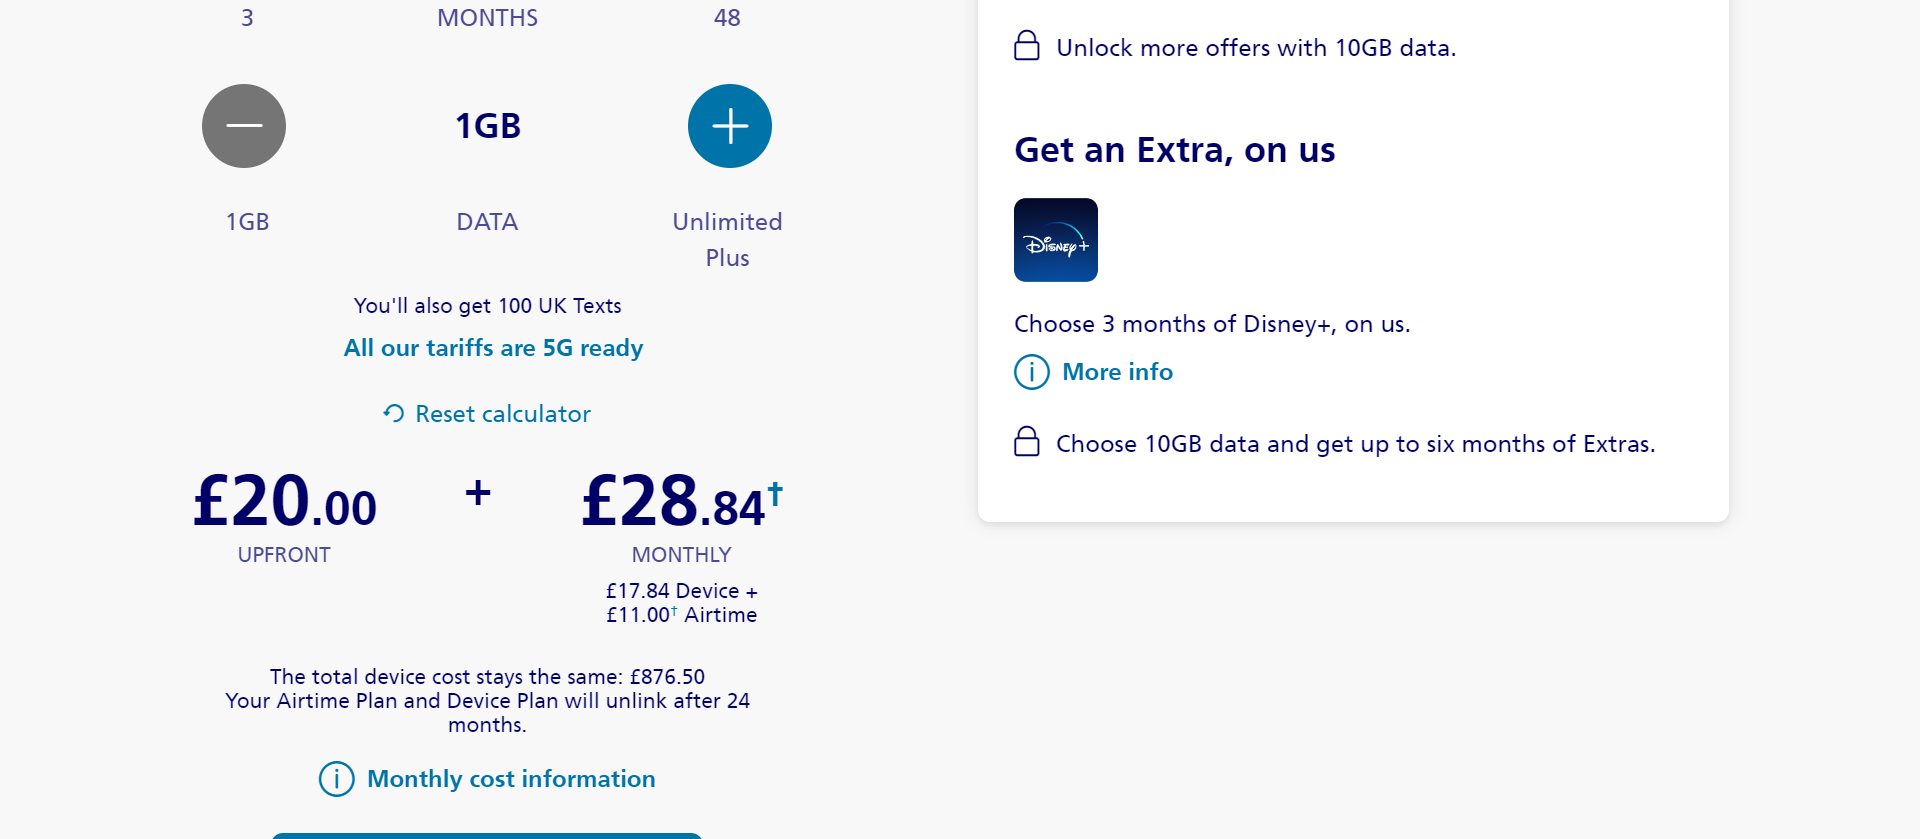 3 MONTHS 48
1GB
1GB DATA Unlimited
Plus
You'll also get 100 UK Texts
All our tariffs are 5G ready
Reset calculator
£20.00 + £28.84†
UPFRONT MONTHLY
£17.84 Device +
£11.00† Airtime
The total device cost stays the same: £876.50
Your Airtime Plan and Device Plan will unlink after 24
months.
Monthly cost information
Unlock more offers with 10GB data.
Get an Extra, on us
Disney+
Choose 3 months of Disney+, on us.
More info
Choose 10GB data and get up to six months of Extras.